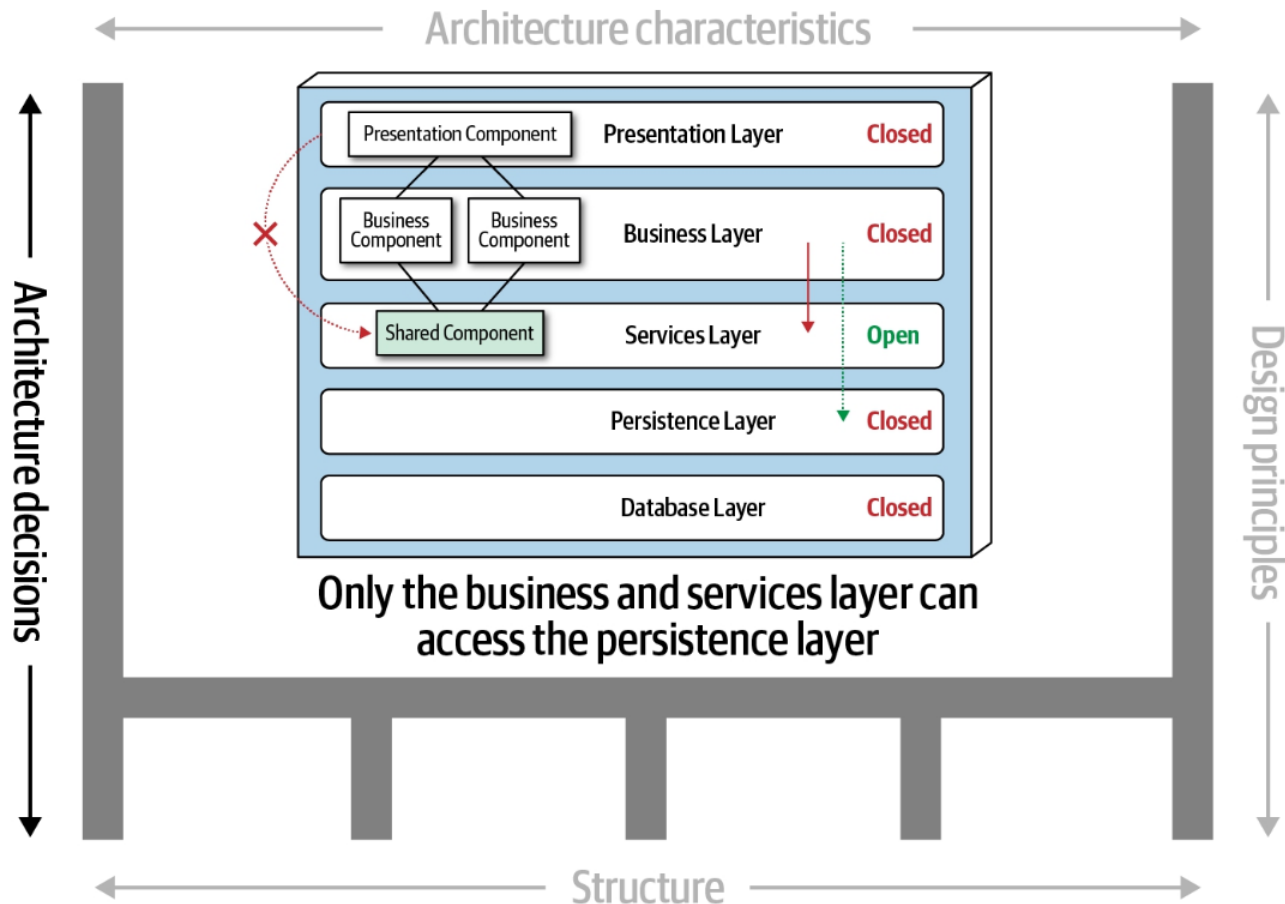 Architecture characteristics
Architecture decisions
Presentation Component
Presentation Layer
Closed
Business
Component
Business
Component
Business Layer
Closed
Shared Component
Services Layer
Open
Persistence Layer
Closed
Database Layer
Closed
Only the business and services layer can
access the persistence layer
Design principles
Structure